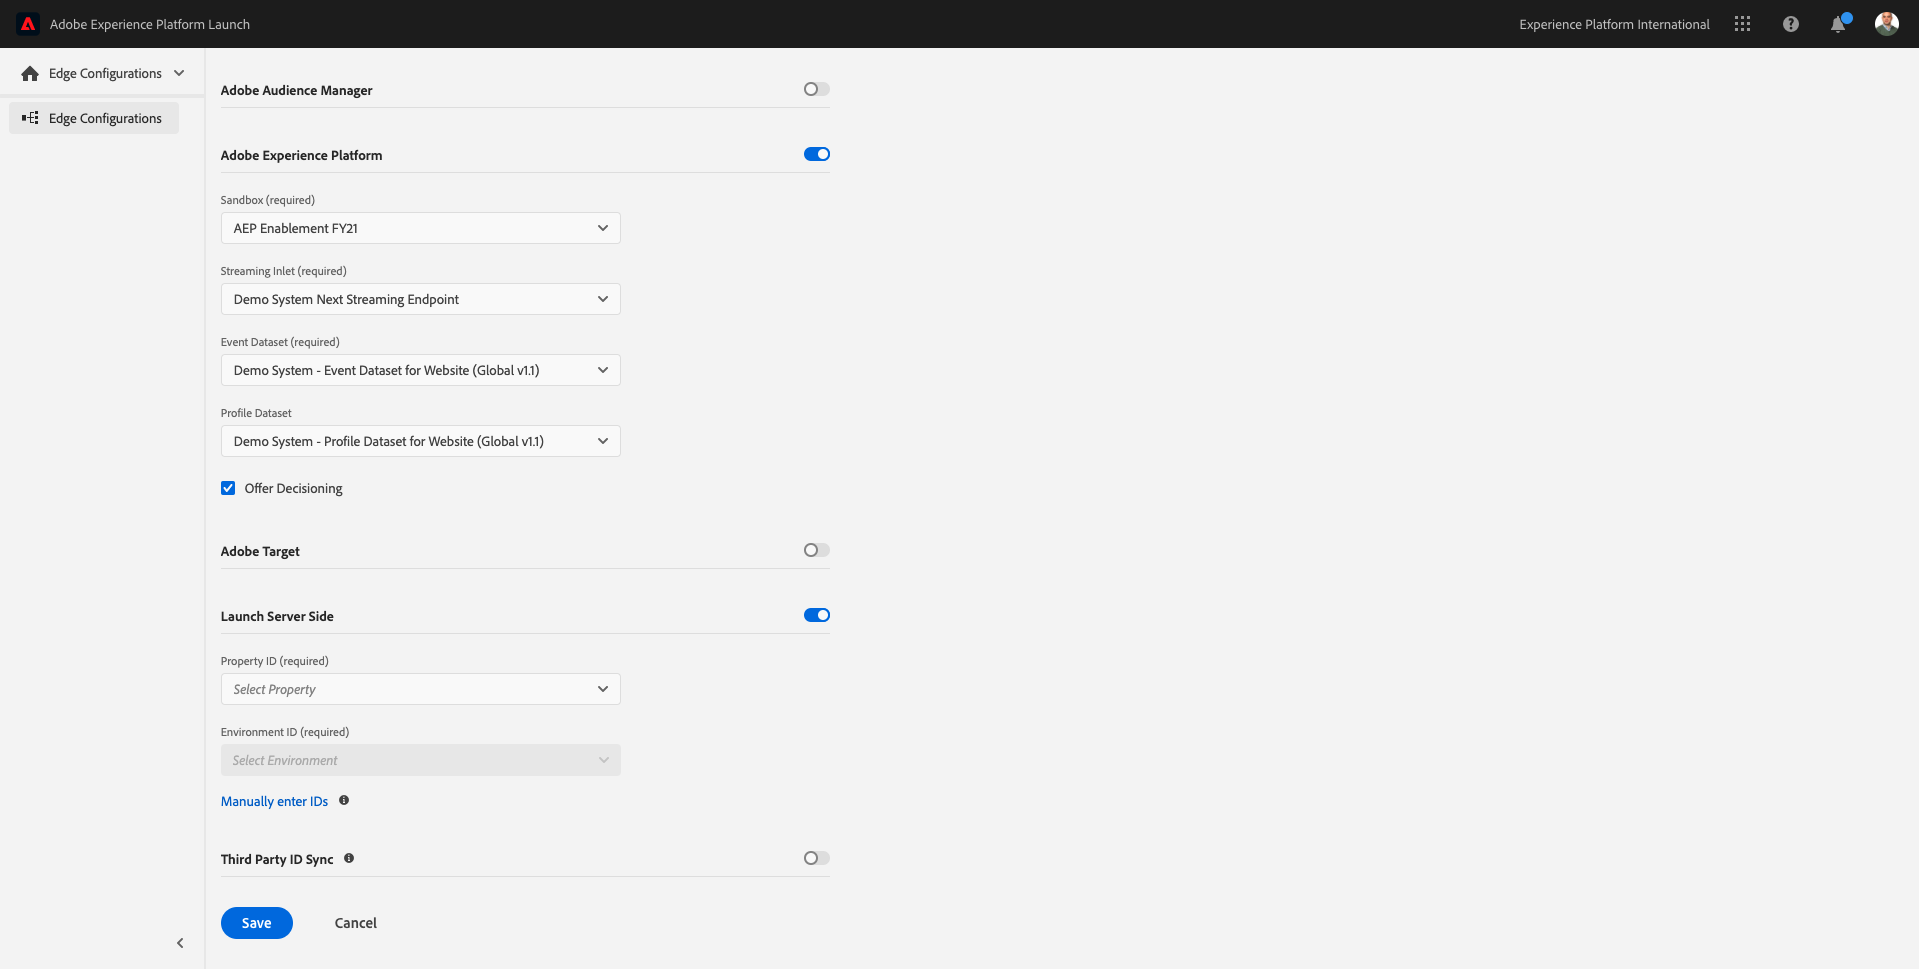 Adobe Experience Platform Launch
Experience Platform International
Edge Configurations
Edge Configurations
Adobe Audience Manager
Adobe Experience Platform
Sandbox (required)
AEP Enablement FY21
Streaming Inlet (required)
Demo System Next Streaming Endpoint
Event Dataset (required)
Demo System - Event Dataset for Website (Global v1.1)
Profile Dataset
Demo System - Profile Dataset for Website (Global v1.1)
Offer Decisioning
Adobe Target
Launch Server Side
Property ID (required)
Select Property
Environment ID (required)
Select Environment
Manually enter IDs
Third Party ID Sync
Save
Cancel